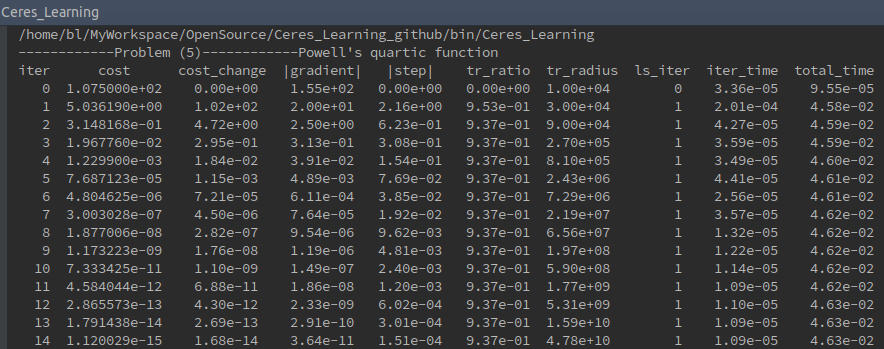 Ceres_Learning
/home/bl/MyWorkspace/OpenSource/Ceres_Learning_github/bin/Ceres_Learning
------------Problem (5)------------Powell's quartic function
iter cost cost_change |gradient| |step| tr_ratio tr_radius ls_iter iter_time total_time
0 1.075000e+02 0.00e+00 1.55e+02 0.00e+00 0.00e+00 1.00e+04 0 3.36e-05 9.55e-05
1 5.036190e+00 1.02e+02 2.00e+01 2.16e+00 9.53e-01 3.00e+04 1 2.01e-04 4.58e-02
2 3.148168e-01 4.72e+00 2.50e+00 6.23e-01 9.37e-01 9.00e+04 1 4.27e-05 4.59e-02
3 1.967760e-02 2.95e-01 3.13e-01 3.08e-01 9.37e-01 2.70e+05 1 3.59e-05 4.59e-02
4 1.229900e-03 1.84e-02 3.91e-02 1.54e-01 9.37e-01 8.10e+05 1 3.49e-05 4.60e-02
5 7.687123e-05 1.15e-03 4.89e-03 7.69e-02 9.37e-01 2.43e+06 1 4.41e-05 4.61e-02
6 4.804645e-06 7.21e-05 6.11e-04 3.85e-02 9.37e-01 7.29e+06 1 2.56e-05 4.61e-02
7 3.003028e-07 4.50e-06 7.64e-05 1.92e-02 9.37e-01 2.19e+07 1 3.57e-05 4.62e-02
8 1.877006e-08 2.82e-07 9.54e-06 9.62e-03 9.37e-01 6.56e+07 1 1.32e-05 4.62e-02
9 1.173223e-09 1.76e-08 1.19e-06 4.81e-03 9.37e-01 1.97e+08 1 1.22e-05 4.62e-02
10 7.333425e-11 1.10e-09 1.49e-07 2.40e-03 9.37e-01 5.90e+08 1 1.14e-05 4.62e-02
11 4.584044e-12 6.88e-11 1.86e-08 1.20e-03 9.37e-01 1.77e+09 1 1.09e-05 4.62e-02
12 2.865573e-13 4.30e-12 2.33e-09 6.02e-04 9.37e-01 5.31e+09 1 1.10e-05 4.63e-02
13 1.791438e-14 2.69e-13 2.91e-10 3.01e-04 9.37e-01 1.59e+10 1 1.09e-05 4.63e-02
14 1.120029e-15 1.68e-14 3.64e-11 1.51e-04 9.37e-01 4.78e+10 1 1.09e-05 4.63e-02